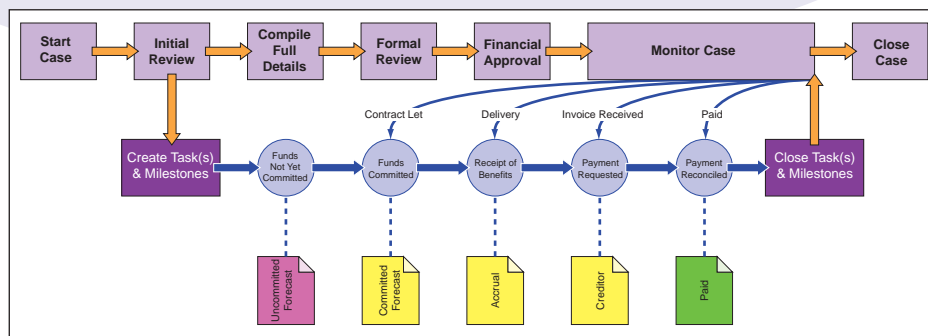 Start
Case
Initial
Review
Compile
Full
Details
Formal
Review
Financial
Approval
Monitor Case
Close
Case
Contract Let
Delivery
Invoice Received
Paid
Create Task(s)
& Milestones
Funds
Not Yet
Committed
Funds
Committed
Receipt of
Benefits
Payment
Requested
Payment
Reconciled
Close Task(s)
& Milestones
Uncommitted
Forecast
Committed
Forecast
Accrual
Creditor
Paid